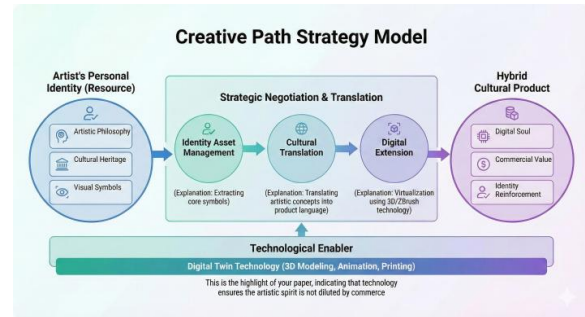 Creative Path Strategy Model
Artist's Personal
Identity (Resource)
Artistic Philosophy
Cultural Heritage
Visual Symbols
Strategic Negotiation & Translation
Identity Asset
Management
(Explanation: Extracting
core symbols)
Cultural
Translation
(Explanation: Translating
artistic concepts into
product language)
Digital
Extension
(Explanation: Virtualization
using 3D/ZBrush
technology)
Hybrid
Cultural Product
Digital Soul
Commercial Value
Identity
Reinforcement
Technological Enabler
Digital Twin Technology (3D Modeling, Animation, Printing)
This is the highlight of your paper, indicating that technology
ensures the artistic spirit is not diluted by commerce